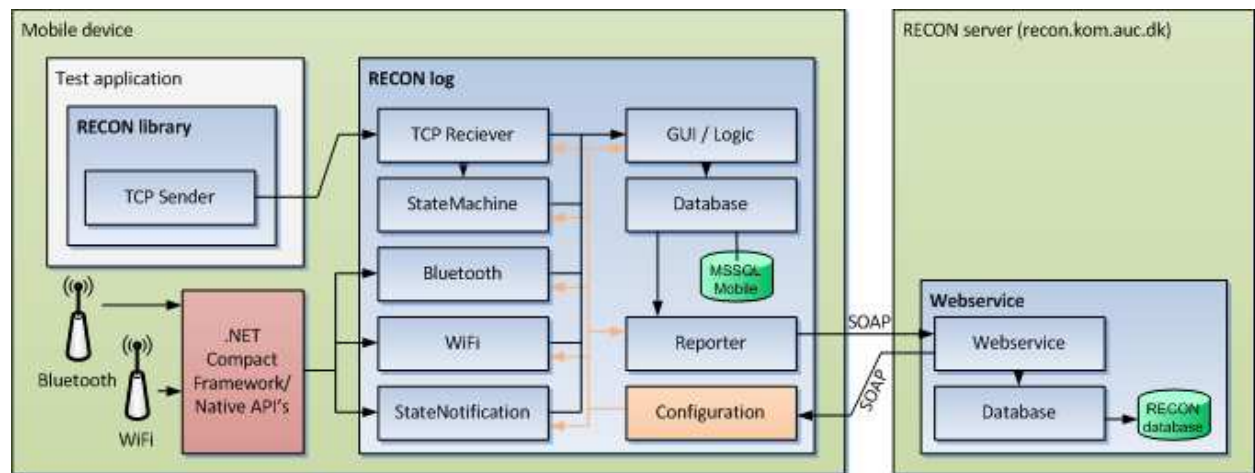 Mobile device
RECON server (recon.kom.auc.dk)
Test application
RECON library
TCP Sender
RECON log
TCP Reciever
StateMachine
Bluetooth
WiFi
StateNotification
GUI / Logic
Database
MSSQL
Mobile
Reporter
Configuration
Bluetooth
WiFi
.NET
Compact
Framework/
Native API's
SOAP
SOAP
Webservice
Webservice
Database
RECON
database